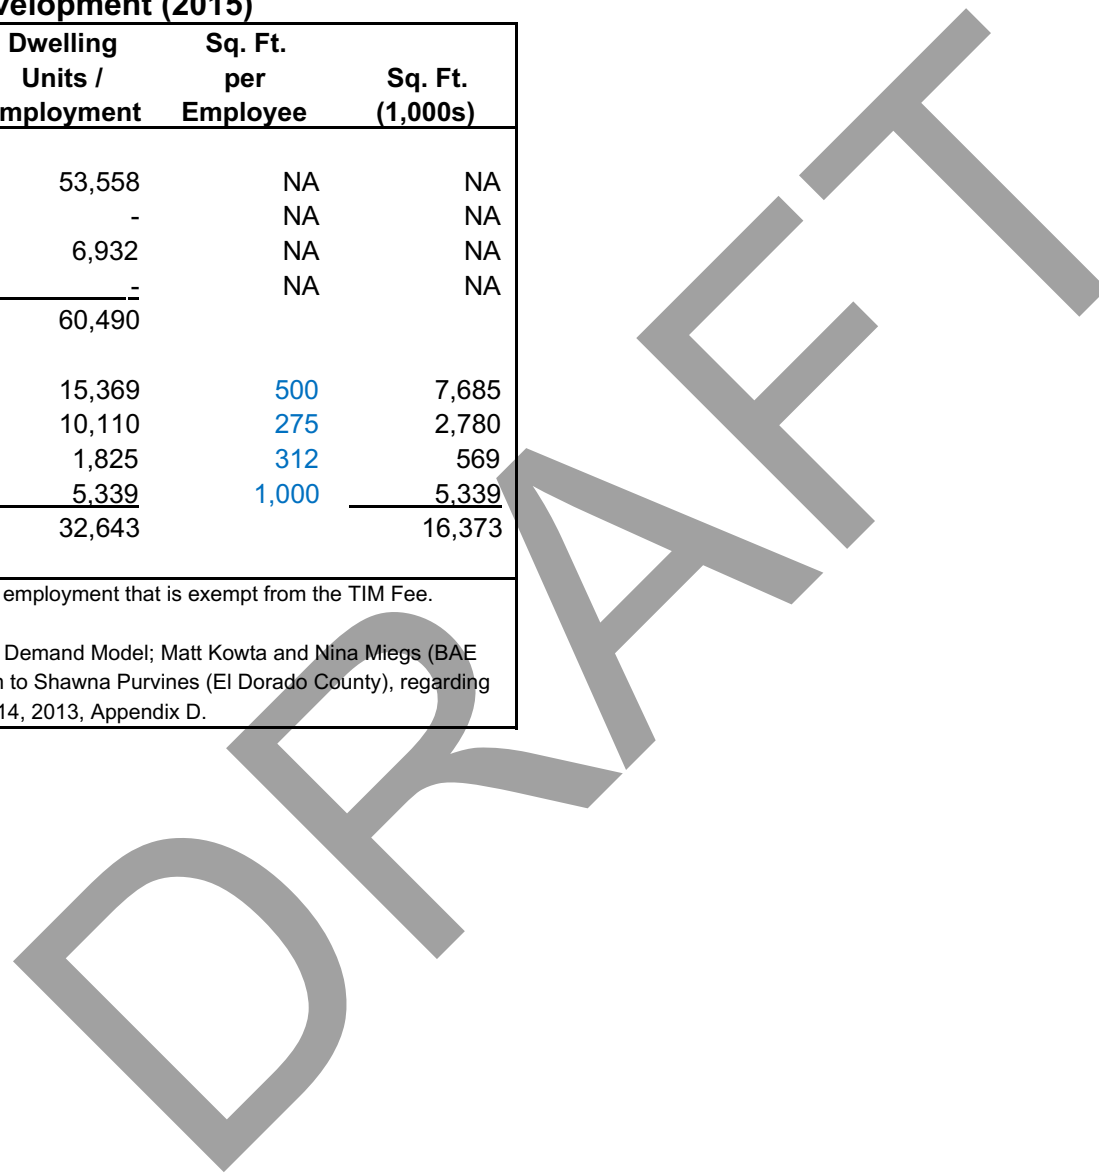 velopment (2015)
Dwelling Sq. Ft.
Units / per Sq. Ft.
mployment Employee (1,000s)
53,558 NA NA
- NA NA
6,932 NA NA
- NA NA
60,490
15,369 500 7,685
10,110 275 2,780
1,825 312 569
5,339 1,000 5,339
32,643 16,373
employment that is exempt from the TIM Fee.
Demand Model; Matt Kowta and Nina Miegs (BAE
n to Shawna Purvines (El Dorado County), regarding
14, 2013, Appendix D.
DRAFT